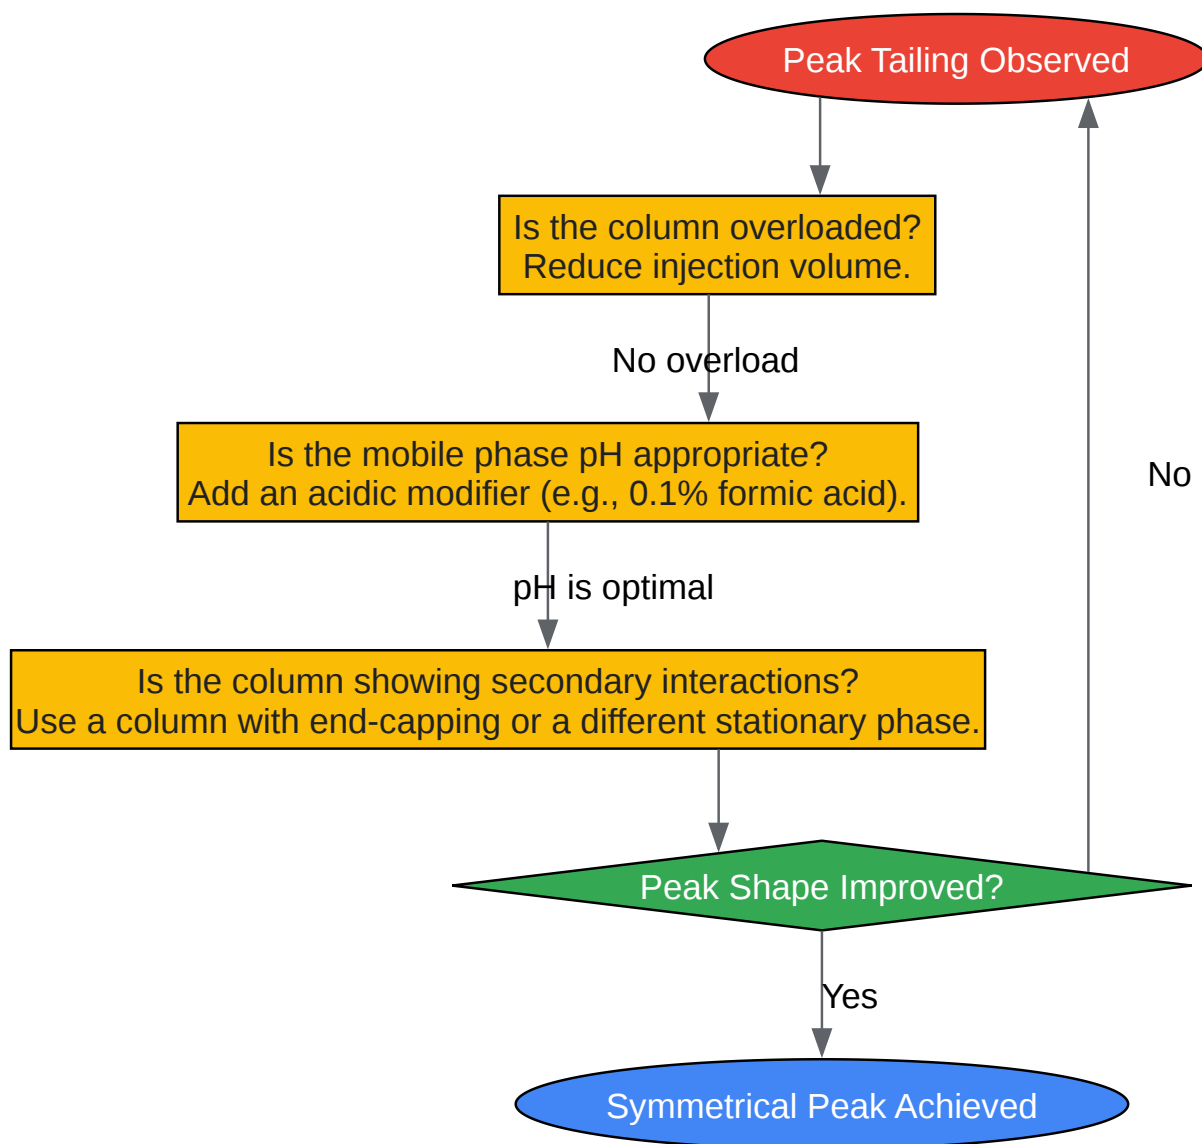 Peak Tailing Observed
Is the column overloaded?
Reduce injection volume.
No overload
Is the mobile phase pH appropriate?
Add an acidic modifier (e.g., 0.1% formic acid).
No
pH is optimal
Is the column showing secondary interactions?
Use a column with end-capping or a different stationary phase.
Peak Shape Improved?
Yes
Symmetrical Peak Achieved